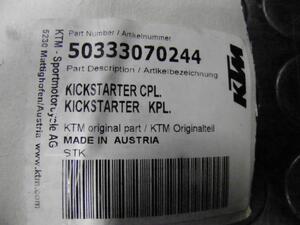 Part Number / Artikelnummer
50333070244
Part Description / Artikelbezeichnung
KICKSTARTER CPL.
KICKSTARTER KPL.
KTM original part / KTM Originalteil
MADE IN AUSTRIA
STK
KTM - Sportmotorcycle AG
5230 Mattighofen/Austria
www.ktm.com
KTM